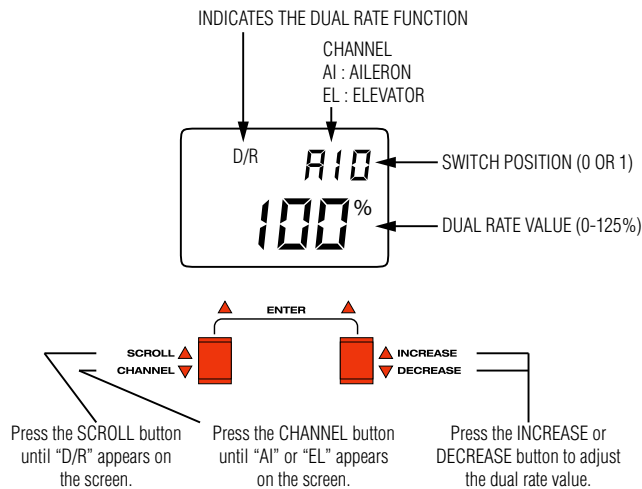 INDICATES THE DUAL RATE FUNCTION
CHANNEL
AI : AILERON
EL : ELEVATOR
D/R
AI0
SWITCH POSITION (0 OR 1)
100%
DUAL RATE VALUE (0-125%)
ENTER
SCROLL
CHANNEL
INCREASE
DECREASE
Press the SCROLL button
until “D/R” appears on
the screen.
Press the CHANNEL button
until “AI” or “EL” appears
on the screen.
Press the INCREASE or
DECREASE button to adjust
the dual rate value.